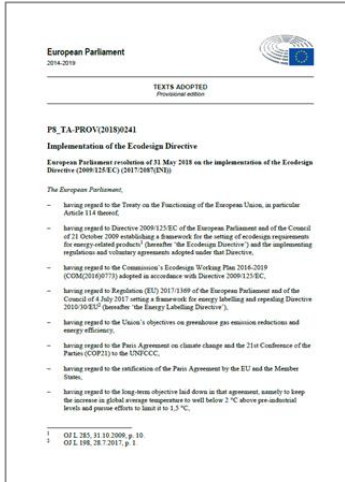 European Parliament
2014-2019
TEXTS ADOPTED
Provisional edition
P8_TA-PROV(2018)0241
Implementation of the Ecodesign Directive
European Parliament resolution of 31 May 2018 on the implementation of the Ecodesign
Directive (2009/125/EC) (2017/2087(INI))
The European Parliament,
– having regard to the Treaty on the Functioning of the European Union, in particular
Article 114 thereof,
– having regard to Directive 2009/125/EC of the European Parliament and of the Council
of 21 October 2009 establishing a framework for the setting of ecodesign requirements
for energy-related products¹ (hereafter ‘the Ecodesign Directive’) and the implementing
regulations and voluntary agreements adopted under that Directive,
– having regard to the Commission’s Ecodesign Working Plan 2016-2019
(COM(2016)0773) adopted in accordance with Directive 2009/125/EC,
– having regard to Regulation (EU) 2017/1369 of the European Parliament and of the
Council of 4 July 2017 setting a framework for energy labelling and repealing Directive
2010/30/EU² (hereafter ‘the Energy Labelling Directive’),
– having regard to the Union’s objectives on greenhouse gas emission reductions and
energy efficiency,
– having regard to the Paris Agreement on climate change and the 21st Conference of the
Parties (COP21) to the UNFCCC,
– having regard to the ratification of the Paris Agreement by the EU and the Member
States,
– having regard to the long-term objective laid down in that agreement, namely to keep
the increase in global average temperature to well below 2 °C above pre-industrial
levels and pursue efforts to limit it to 1,5 °C,
¹ OJ L 285, 31.10.2009, p. 10.
² OJ L 198, 28.7.2017, p. 1.